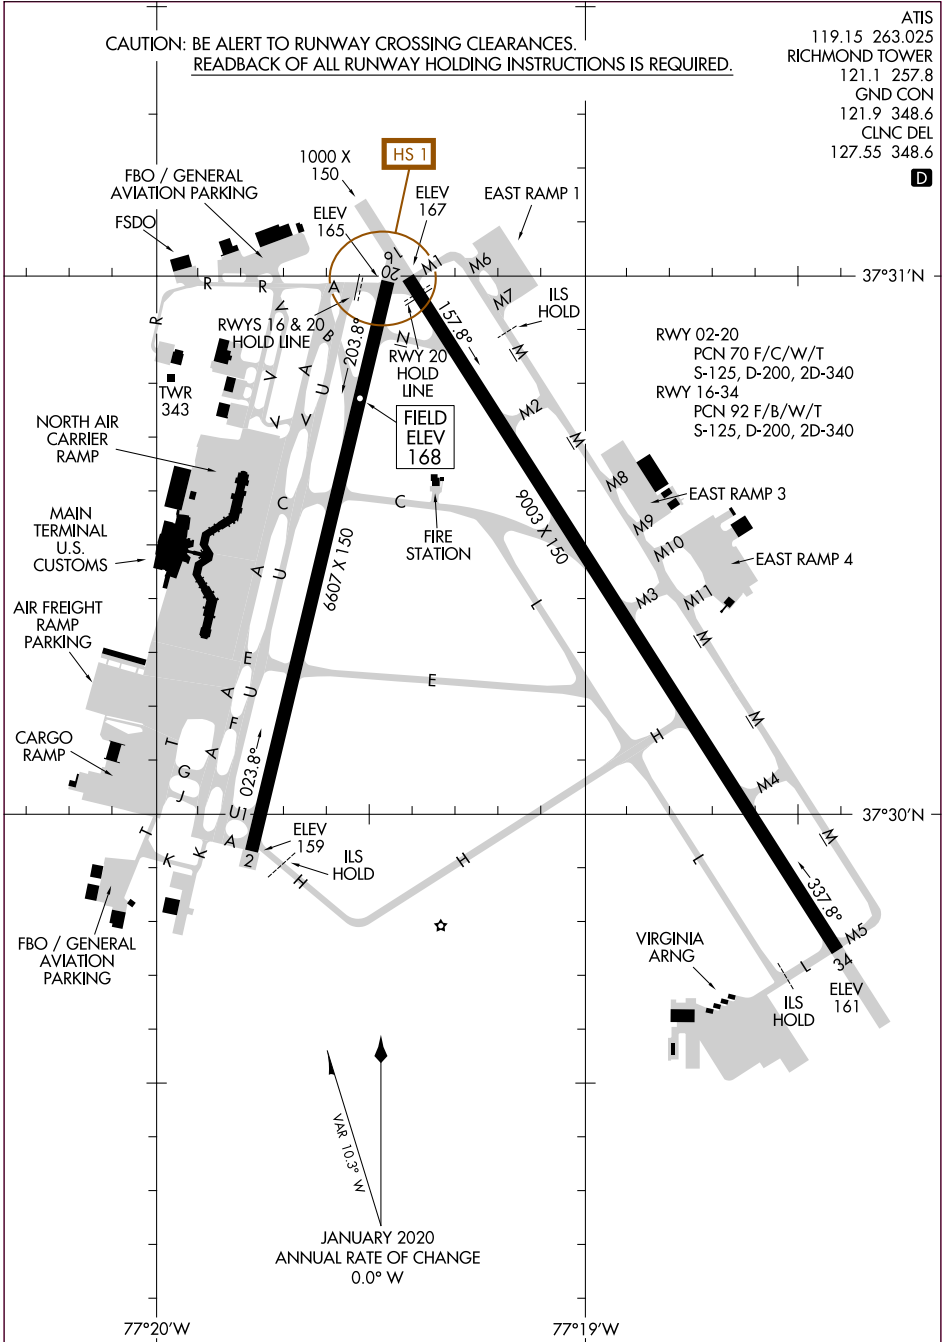 ATIS
119.15 263.025
RICHMOND TOWER
121.1 257.8
GND CON
121.9 348.6
CLNC DEL
127.55 348.6
D
CAUTION: BE ALERT TO RUNWAY CROSSING CLEARANCES.
READBACK OF ALL RUNWAY HOLDING INSTRUCTIONS IS REQUIRED.
HS 1
1000 X
150
FBO / GENERAL
AVIATION PARKING
FSDO
ELEV
165
ELEV
167
EAST RAMP 1
16
20
M1
M6
M7
37°31'N
R
R
R
V
A
B
RWYS 16 & 20
HOLD LINE
203.8°
N
RWY 20
HOLD
LINE
157.8°
ILS
HOLD
M
RWY 02-20
PCN 70 F/C/W/T
S-125, D-200, 2D-340
RWY 16-34
PCN 92 F/B/W/T
S-125, D-200, 2D-340
TWR
343
V
A
U
V
V
FIELD
ELEV
168
M2
M
NORTH AIR
CARRIER
RAMP
M8
EAST RAMP 3
C
C
FIRE
STATION
9003 X 150
M9
M10
EAST RAMP 4
MAIN
TERMINAL
U.S.
CUSTOMS
A
U
6607 X 150
L
M3
M11
M
AIR FREIGHT
RAMP
PARKING
E
E
A
U
F
A
M
H
CARGO
RAMP
T
G
J
023.8°
M4
U1
37°30'N
A
2
ELEV
159
ILS
HOLD
T
K
K
H
H
L
M
337.8°
FBO / GENERAL
AVIATION
PARKING
VIRGINIA
ARNG
L
M5
34
ILS
HOLD
ELEV
161
VAR 10.3° W
JANUARY 2020
ANNUAL RATE OF CHANGE
0.0° W
77°20'W
77°19'W